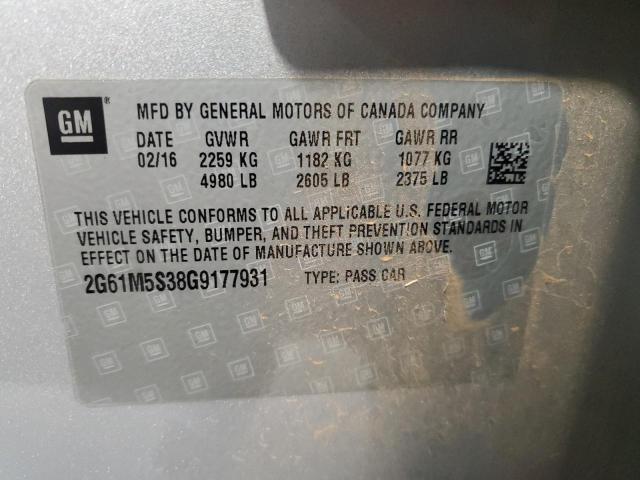 GM ® MFD BY GENERAL MOTORS OF CANADA COMPANY
DATE GVWR GAWR FRT GAWR RR
02/16 2259 KG 1182 KG 1077 KG
4980 LB 2605 LB 2375 LB
THIS VEHICLE CONFORMS TO ALL APPLICABLE U.S. FEDERAL MOTOR
VEHICLE SAFETY, BUMPER, AND THEFT PREVENTION STANDARDS IN
EFFECT ON THE DATE OF MANUFACTURE SHOWN ABOVE.
2G61M5S38G9177931 TYPE: PASS CAR